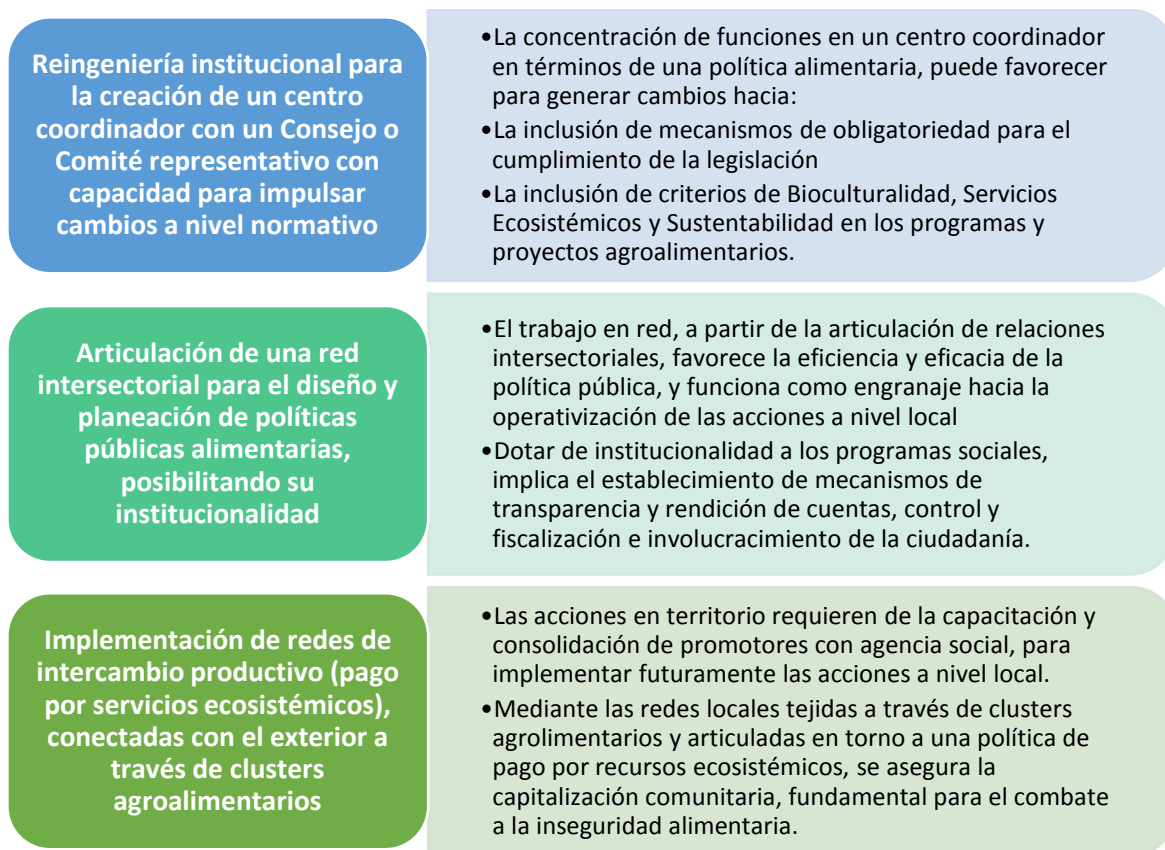 Reingeniería institucional para
la creación de un centro
coordinador con un Consejo o
Comité representativo con
capacidad para impulsar
cambios a nivel normativo
•La concentración de funciones en un centro coordinador
en términos de una política alimentaria, puede favorecer
para generar cambios hacia:
•La inclusión de mecanismos de obligatoriedad para el
cumplimiento de la legislación
•La inclusión de criterios de Bioculturalidad, Servicios
Ecosistémicos y Sustentabilidad en los programas y
proyectos agroalimentarios.
Articulación de una red
intersectorial para el diseño y
planeación de políticas
públicas alimentarias,
posibilitando su
institucionalidad
•El trabajo en red, a partir de la articulación de relaciones
intersectoriales, favorece la eficiencia y eficacia de la
política pública, y funciona como engranaje hacia la
operativización de las acciones a nivel local
•Dotar de institucionalidad a los programas sociales,
implica el establecimiento de mecanismos de
transparencia y rendición de cuentas, control y
fiscalización e involucracimiento de la ciudadanía.
Implementación de redes de
intercambio productivo (pago
por servicios ecosistémicos),
conectadas con el exterior a
través de clusters
agroalimentarios
•Las acciones en territorio requieren de la capacitación y
consolidación de promotores con agencia social, para
implementar futuramente las acciones a nivel local.
•Mediante las redes locales tejidas a través de clusters
agrolimentarios y articuladas en torno a una política de
pago por recursos ecosistémicos, se asegura la
capitalización comunitaria, fundamental para el combate
a la inseguridad alimentaria.